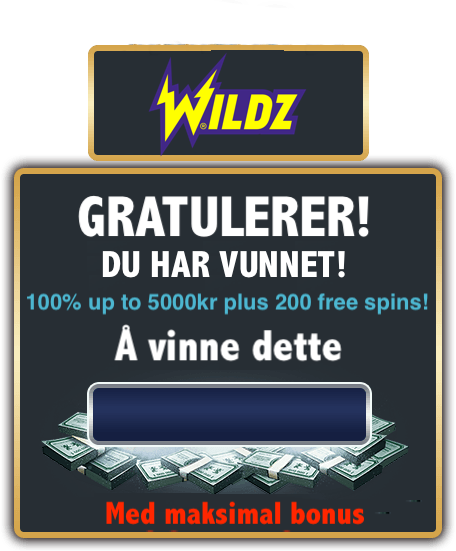 WILDZ
GRATULERER!
DU HAR VUNNET!
100% up to 5000kr plus 200 free spins!
Å vinne dette
Med maksimal bonus